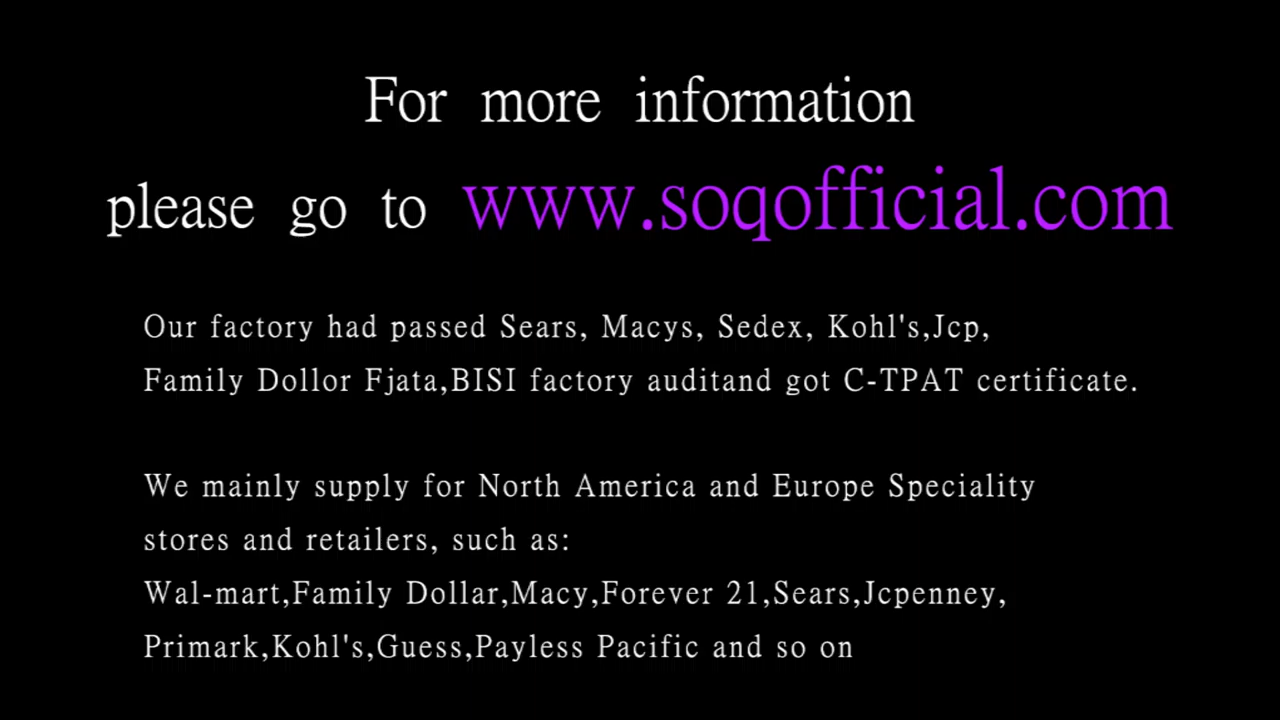 For more information
please go to www.soqofficial.com
Our factory had passed Sears, Macys, Sedex, Kohl's,Jcp,
Family Dollor Fjata,BISI factory auditand got C-TPAT certificate.
We mainly supply for North America and Europe Speciality
stores and retailers, such as:
Wal-mart,Family Dollar,Macy,Forever 21,Sears,Jcpenney,
Primark,Kohl's,Guess,Payless Pacific and so on